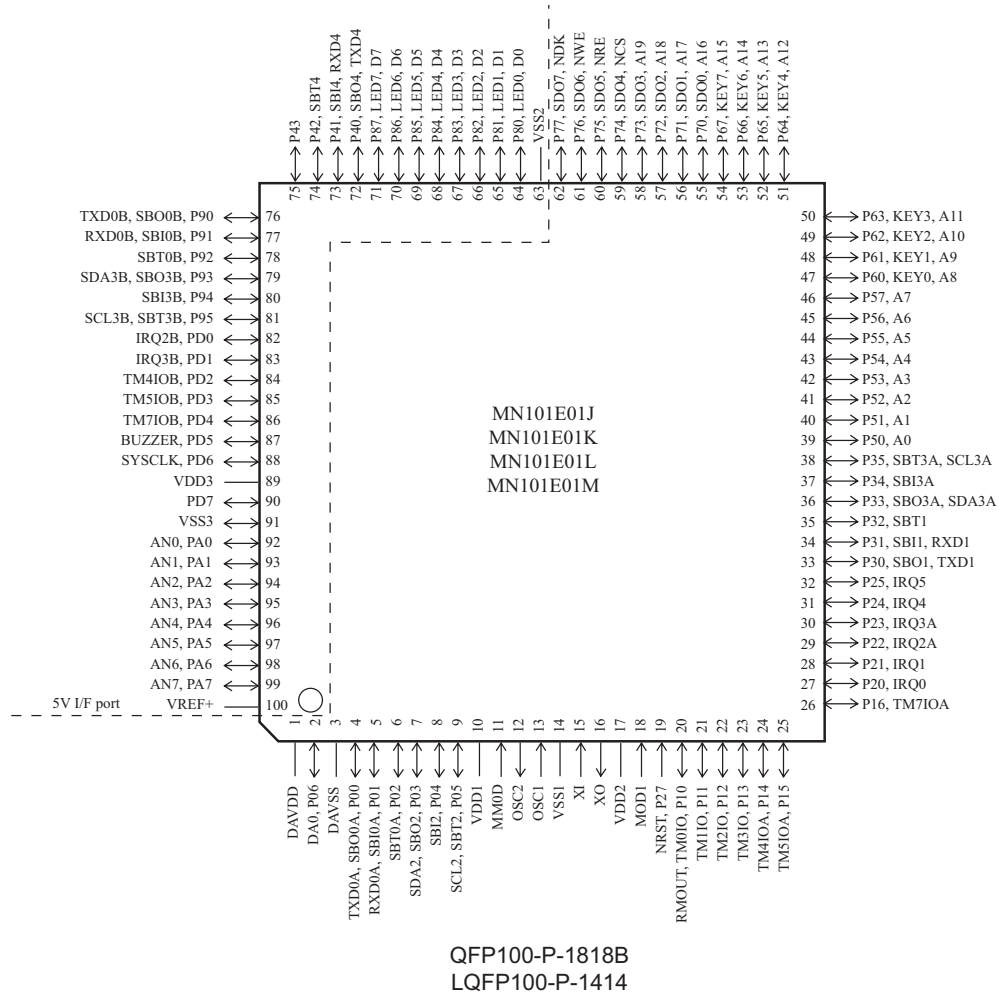 P43
P42, SBT4
P41, SBI4, RXD4
P40, SBO4, TXD4
P87, LED7, D7
P86, LED6, D6
P85, LED5, D5
P84, LED4, D4
P83, LED3, D3
P82, LED2, D2
P81, LED1, D1
P80, LED0, D0
VSS2
P77, SDO7, NDK
P76, SDO6, NWE
P75, SDO5, NRE
P74, SDO4, NCS
P73, SDO3, A19
P72, SDO2, A18
P71, SDO1, A17
P70, SDO0, A16
P67, KEY7, A15
P66, KEY6, A14
P65, KEY5, A13
P64, KEY4, A12
75
74
73
72
71
70
69
68
67
66
65
64
63
62
61
60
59
58
57
56
55
54
53
52
51
TXD0B, SBO0B, P90 76
RXD0B, SBI0B, P91 77
SBT0B, P92 78
SDA3B, SBO3B, P93 79
SBI3B, P94 80
SCL3B, SBT3B, P95 81
IRQ2B, PD0 82
IRQ3B, PD1 83
TM4IOB, PD2 84
TM5IOB, PD3 85
TM7IOB, PD4 86
BUZZER, PD5 87
SYSCLK, PD6 88
VDD3 89
PD7 90
VSS3 91
AN0, PA0 92
AN1, PA1 93
AN2, PA2 94
AN3, PA3 95
AN4, PA4 96
AN5, PA5 97
AN6, PA6 98
AN7, PA7 99
5V I/F port VREF+ 100
MN101E01J
MN101E01K
MN101E01L
MN101E01M
50 P63, KEY3, A11
49 P62, KEY2, A10
48 P61, KEY1, A9
47 P60, KEY0, A8
46 P57, A7
45 P56, A6
44 P55, A5
43 P54, A4
42 P53, A3
41 P52, A2
40 P51, A1
39 P50, A0
38 P35, SBT3A, SCL3A
37 P34, SBI3A
36 P33, SBO3A, SDA3A
35 P32, SBT1
34 P31, SBI1, RXD1
33 P30, SBO1, TXD1
32 P25, IRQ5
31 P24, IRQ4
30 P23, IRQ3A
29 P22, IRQ2A
28 P21, IRQ1
27 P20, IRQ0
26 P16, TM7IOA
1
2
3
4
5
6
7
8
9
10
11
12
13
14
15
16
17
18
19
20
21
22
23
24
25
DAVDD
DA0, P06
DAVSS
TXD0A, SBO0A, P00
RXD0A, SBI0A, P01
SBT0A, P02
SDA2, SBO2, P03
SBI2, P04
SCL2, SBT2, P05
VDD1
MM0D
OSC2
OSC1
VSS1
XI
XO
VDD2
MOD1
NRST, P27
RMOUT, TM0IO, P10
TM1IO, P11
TM2IO, P12
TM3IO, P13
TM4IOA, P14
TM5IOA, P15
QFP100-P-1818B
LQFP100-P-1414